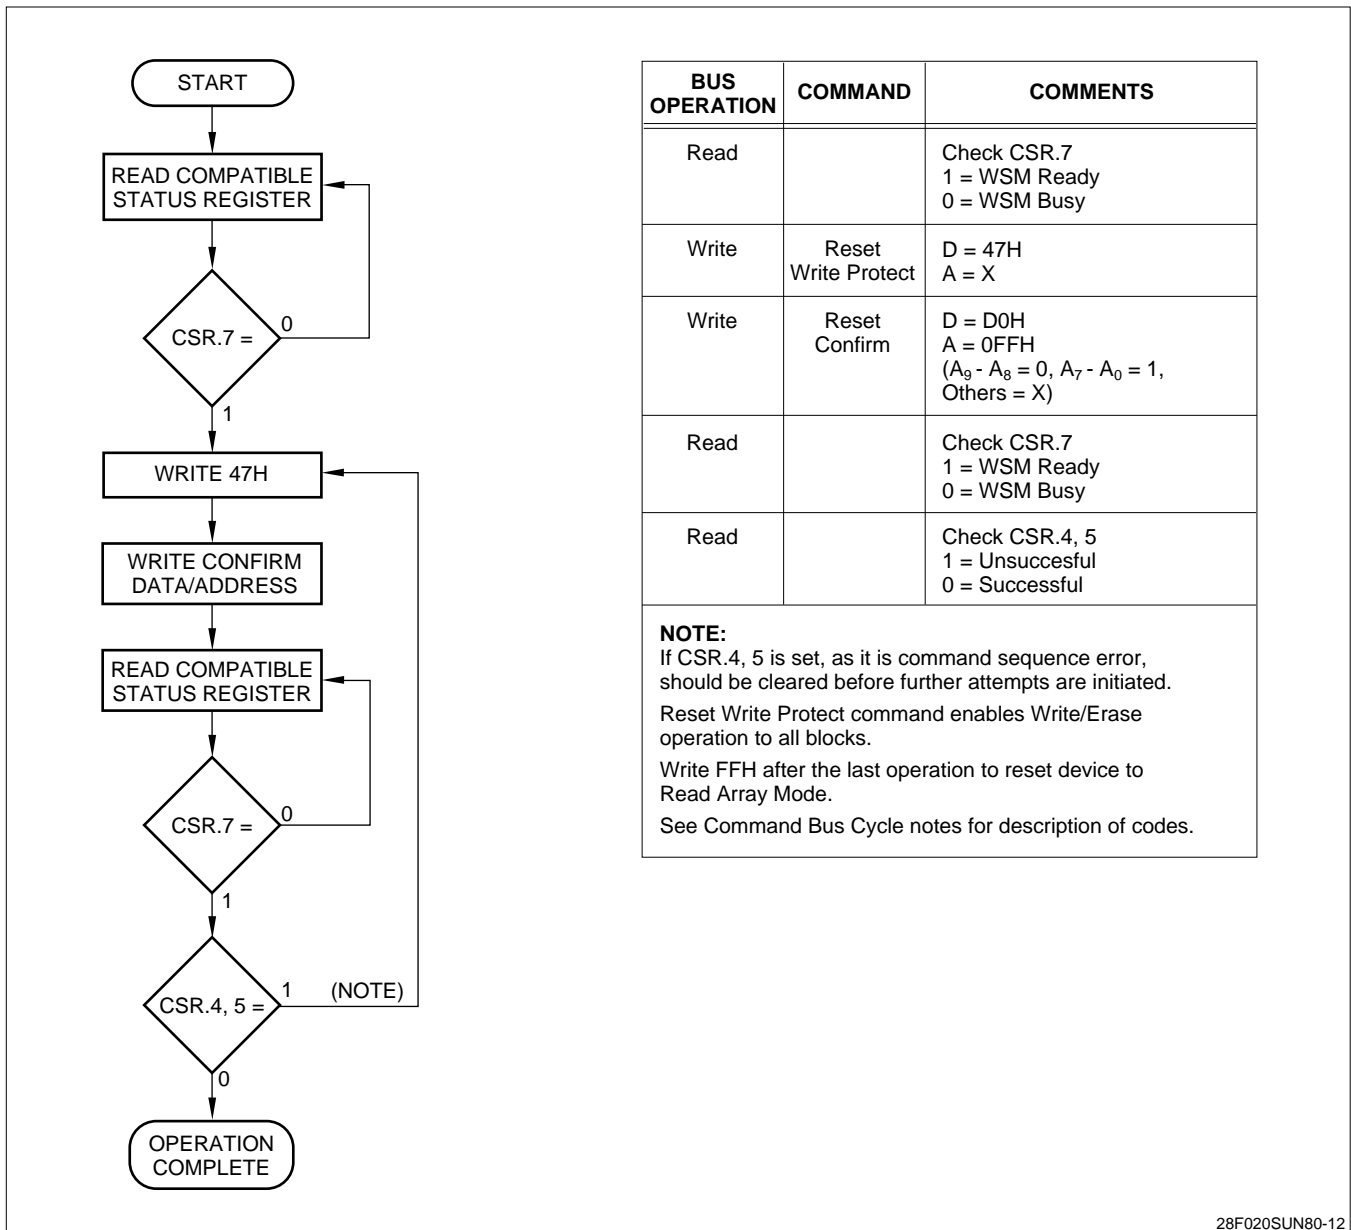 START
READ COMPATIBLE
STATUS REGISTER
CSR.7 =
0
1
WRITE 47H
WRITE CONFIRM
DATA/ADDRESS
READ COMPATIBLE
STATUS REGISTER
CSR.7 =
0
1
CSR.4, 5 =
1 (NOTE)
0
OPERATION
COMPLETE
BUS
OPERATION
COMMAND
COMMENTS
Read
Check CSR.7
1 = WSM Ready
0 = WSM Busy
Write
Reset
Write Protect
D = 47H
A = X
Write
Reset
Confirm
D = D0H
A = 0FFH
(A9 - A8 = 0, A7 - A0 = 1,
Others = X)
Read
Check CSR.7
1 = WSM Ready
0 = WSM Busy
Read
Check CSR.4, 5
1 = Unsuccesful
0 = Successful
NOTE:
If CSR.4, 5 is set, as it is command sequence error,
should be cleared before further attempts are initiated.
Reset Write Protect command enables Write/Erase
operation to all blocks.
Write FFH after the last operation to reset device to
Read Array Mode.
See Command Bus Cycle notes for description of codes.
28F020SUN80-12